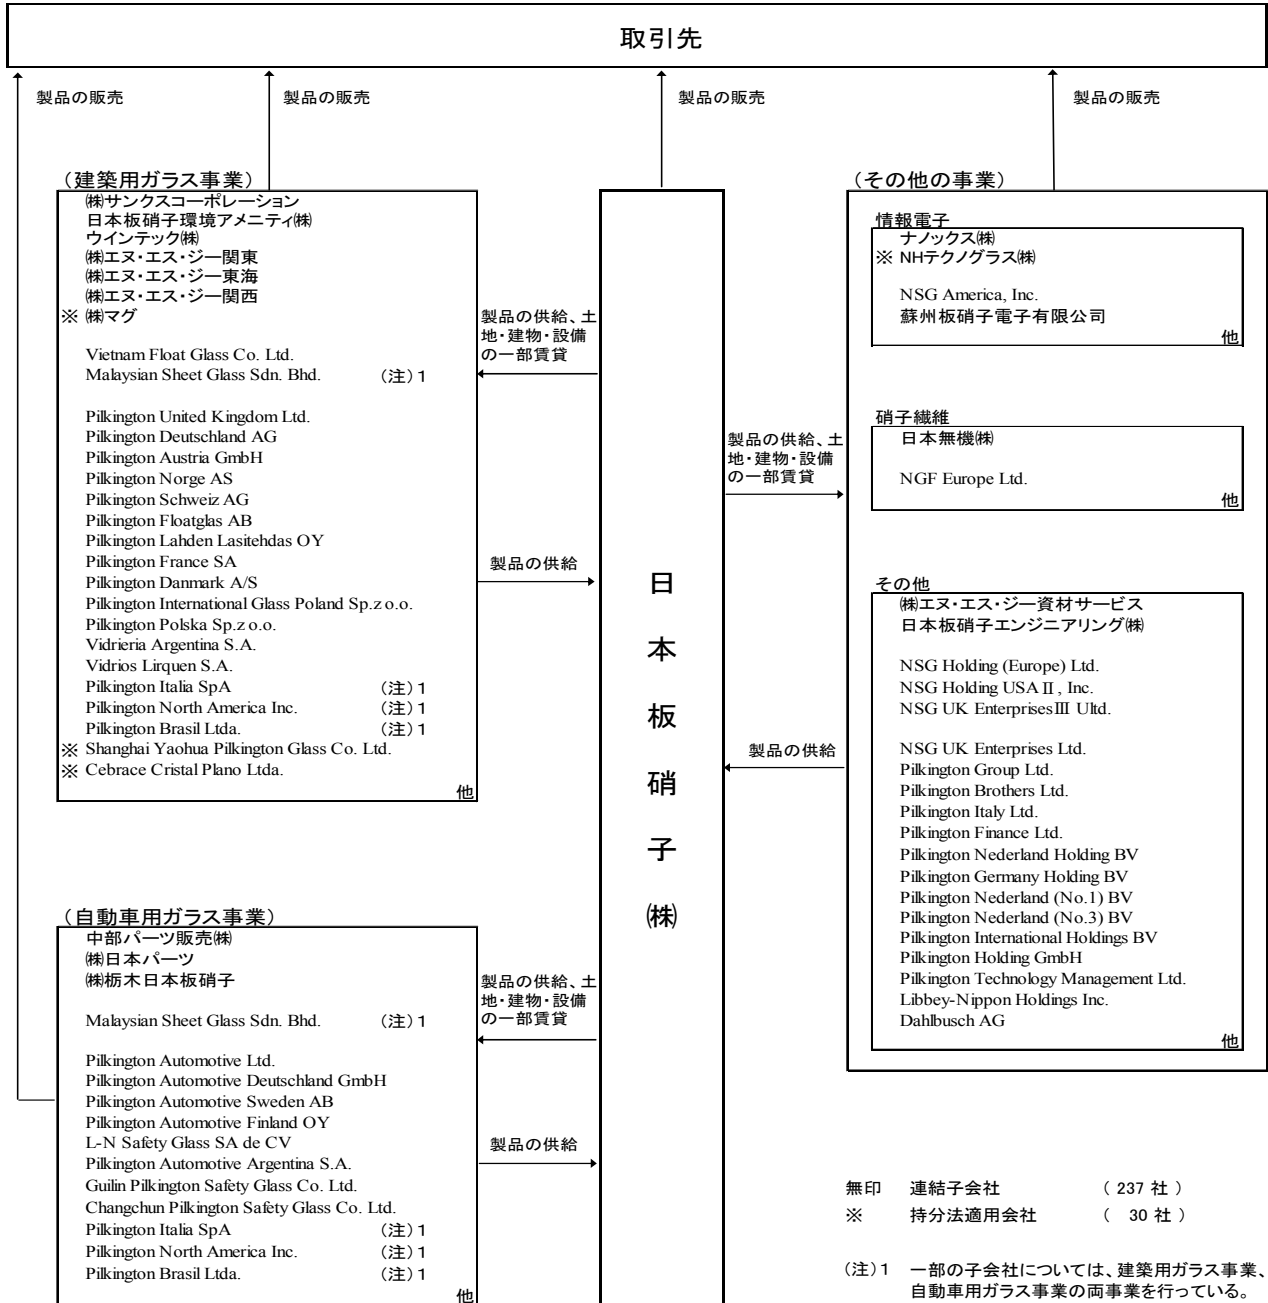 取引先
製品の販売
製品の販売
製品の販売
製品の販売
（建築用ガラス事業）
㈱サンクスコーポレーション
日本板硝子環境アメニティ㈱
ウインテック㈱
㈱エヌ・エス・ジー関東
㈱エヌ・エス・ジー東海
㈱エヌ・エス・ジー関西
※ ㈱マグ
Vietnam Float Glass Co. Ltd.
Malaysian Sheet Glass Sdn. Bhd. （注）1
Pilkington United Kingdom Ltd.
Pilkington Deutschland AG
Pilkington Austria GmbH
Pilkington Norge AS
Pilkington Schweiz AG
Pilkington Floatglas AB
Pilkington Lahden Lasitehdas OY
Pilkington France SA
Pilkington Danmark A/S
Pilkington International Glass Poland Sp.z o.o.
Pilkington Polska Sp.z o.o.
Vidrieria Argentina S.A.
Vidrios Lirquen S.A.
Pilkington Italia SpA （注）1
Pilkington North America Inc. （注）1
Pilkington Brasil Ltda. （注）1
※ Shanghai Yaohua Pilkington Glass Co. Ltd.
※ Cebrace Cristal Plano Ltda.
他
製品の供給、土
地・建物・設備
の一部賃貸
製品の供給
（自動車用ガラス事業）
中部パーツ販売㈱
㈱日本パーツ
㈱栃木日本板硝子
Malaysian Sheet Glass Sdn. Bhd. （注）1
Pilkington Automotive Ltd.
Pilkington Automotive Deutschland GmbH
Pilkington Automotive Sweden AB
Pilkington Automotive Finland OY
L-N Safety Glass SA de CV
Pilkington Automotive Argentina S.A.
Guilin Pilkington Safety Glass Co. Ltd.
Changchun Pilkington Safety Glass Co. Ltd.
Pilkington Italia SpA （注）1
Pilkington North America Inc. （注）1
Pilkington Brasil Ltda. （注）1
他
製品の供給、土
地・建物・設備
の一部賃貸
製品の供給
日本板硝子㈱
製品の供給、土
地・建物・設備
の一部賃貸
製品の供給
（その他の事業）
情報電子
ナノックス㈱
※ NHテクノグラス㈱
NSG America, Inc.
蘇州板硝子電子有限公司
他
硝子繊維
日本無機㈱
NGF Europe Ltd.
他
その他
㈱エヌ・エス・ジー資材サービス
日本板硝子エンジニアリング㈱
NSG Holding (Europe) Ltd.
NSG Holding USAⅡ, Inc.
NSG UK EnterprisesⅢ Ultd.
NSG UK Enterprises Ltd.
Pilkington Group Ltd.
Pilkington Brothers Ltd.
Pilkington Italy Ltd.
Pilkington Finance Ltd.
Pilkington Nederland Holding BV
Pilkington Germany Holding BV
Pilkington Nederland (No.1) BV
Pilkington Nederland (No.3) BV
Pilkington International Holdings BV
Pilkington Holding GmbH
Pilkington Technology Management Ltd.
Libbey-Nippon Holdings Inc.
Dahlbusch AG
他
無印 連結子会社 （ 237 社 ）
※ 持分法適用会社 （ 30 社 ）
（注）1 一部の子会社については、建築用ガラス事業、
自動車用ガラス事業の両事業を行っている。